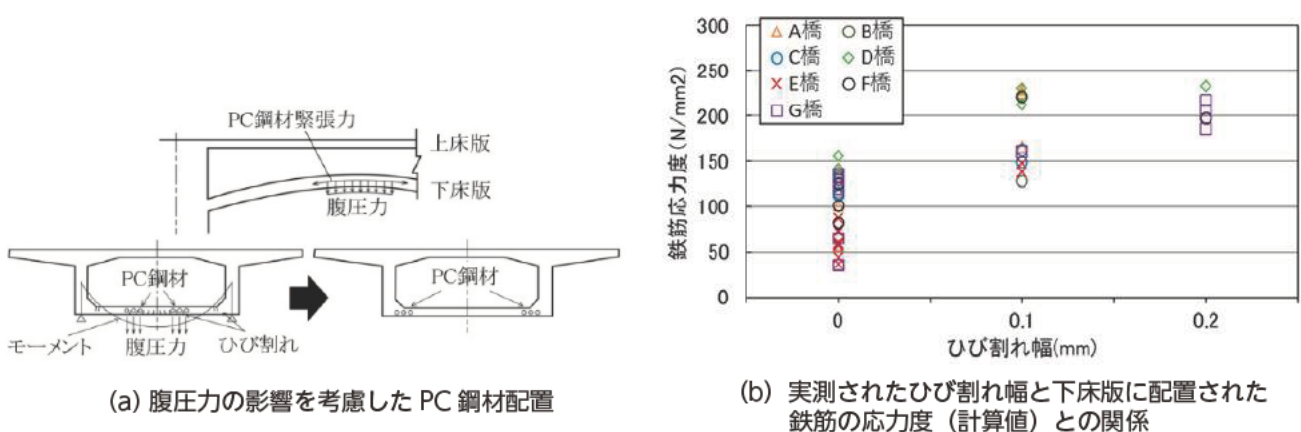 PC鋼材緊張力
上床版
下床版
腹圧力
PC鋼材
モーメント
腹圧力
ひび割れ
PC鋼材
(a) 腹圧力の影響を考慮した PC 鋼材配置
鉄筋応力度(N/mm2)
300
250
200
150
100
50
0
A橋
B橋
C橋
D橋
E橋
F橋
G橋
0
0.1
0.2
ひび割れ幅(mm)
(b) 実測されたひび割れ幅と下床版に配置された
鉄筋の応力度（計算値）との関係